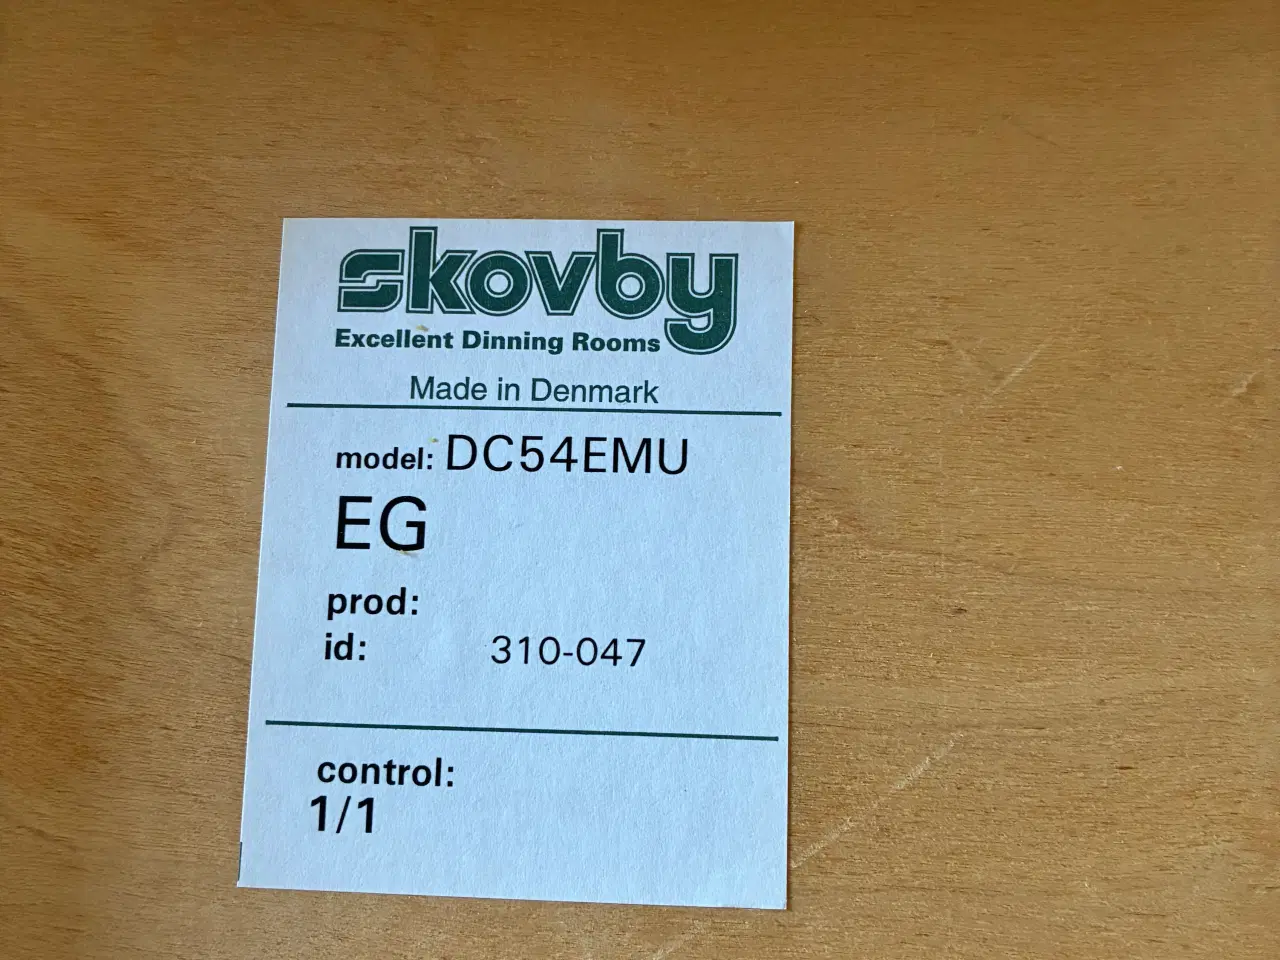 skovby
Excellent Dinning Rooms
Made in Denmark
model: DC54EMU
EG
prod:
id: 310-047
control:
1/1